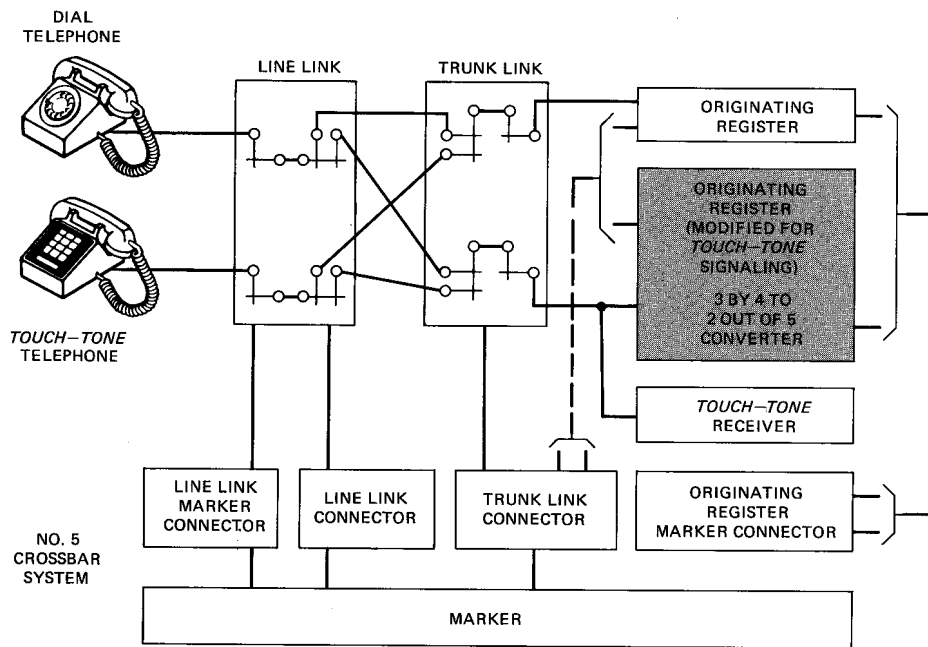 DIAL
TELEPHONE
LINE LINK
TRUNK LINK
ORIGINATING
REGISTER
ORIGINATING
REGISTER
(MODIFIED FOR
TOUCH—TONE
SIGNALING)
3 BY 4 TO
2 OUT OF 5
CONVERTER
TOUCH—TONE
TELEPHONE
TOUCH—TONE
RECEIVER
LINE LINK
MARKER
CONNECTOR
LINE LINK
CONNECTOR
TRUNK LINK
CONNECTOR
ORIGINATING
REGISTER
MARKER CONNECTOR
NO. 5
CROSSBAR
SYSTEM
MARKER